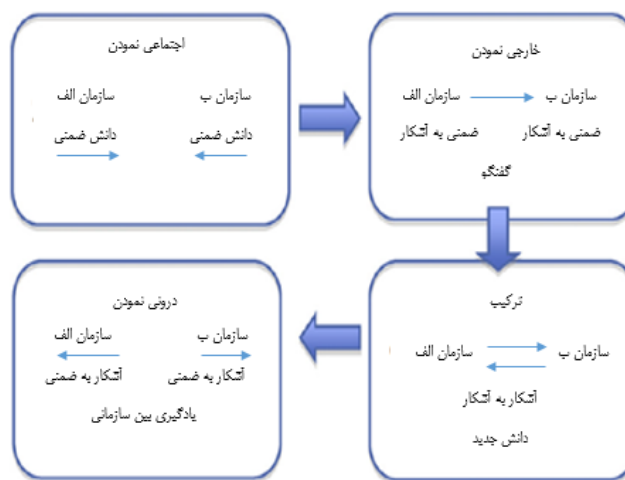 اجتماعی نمودن
سازمان الف سازمان ب
دانش ضمنی دانش ضمنی
خارجی نمودن
سازمان الف سازمان ب
ضمنی به آشکار ضمنی به آشکار
گفتگو
ترکیب
سازمان الف سازمان ب
آشکار به آشکار
دانش جدید
درونی نمودن
سازمان الف سازمان ب
آشکار به ضمنی آشکار به ضمنی
یادگیری بین سازمانی